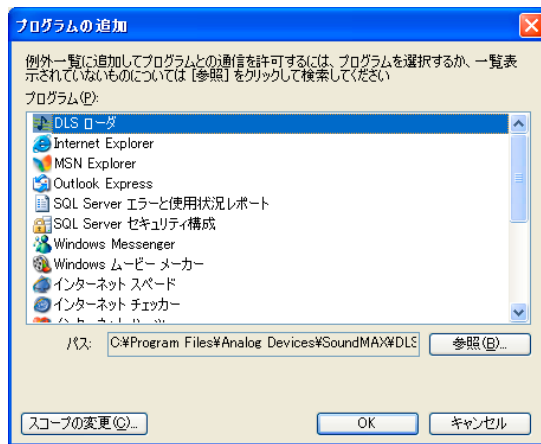 プログラムの追加
例外一覧に追加してプログラムとの通信を許可するには、プログラムを選択するか、一覧表
示されていないものについては [参照] をクリックして検索してください
プログラム(P):
DLS ローダ
Internet Explorer
MSN Explorer
Outlook Express
SQL Server エラーと使用状況レポート
SQL Server セキュリティ構成
Windows Messenger
Windows ムービー メーカー
インターネット スペード
インターネット チェッカー
パス:
C:¥Program Files¥Analog Devices¥SoundMAX¥DLS
参照(B)...
スコープの変更(C)...
OK
キャンセル